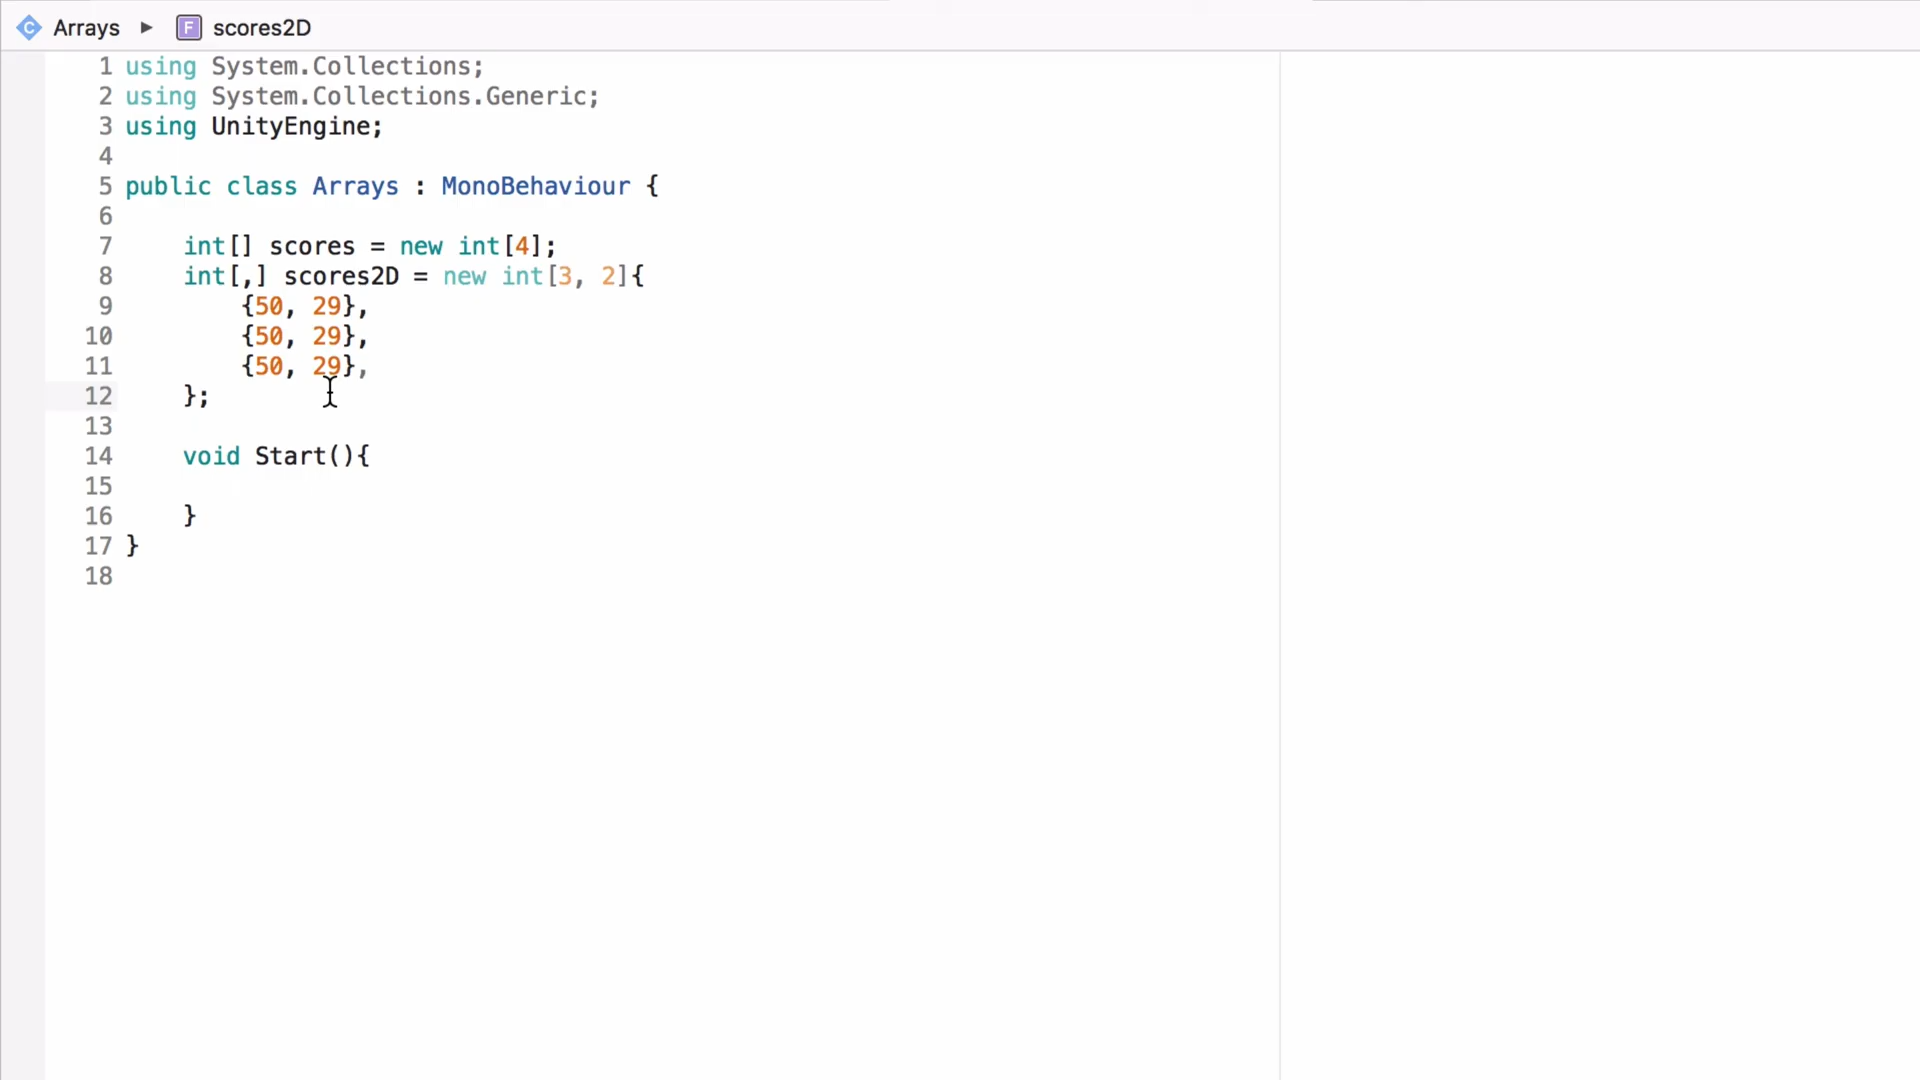 Arrays ▶ F scores2D
1 using System.Collections;
2 using System.Collections.Generic;
3 using UnityEngine;
4
5 public class Arrays : MonoBehaviour {
6
7     int[] scores = new int[4];
8     int[,] scores2D = new int[3, 2]{
9         {50, 29},
10         {50, 29},
11         {50, 29},
12     };
13
14     void Start(){
15
16     }
17 }
18